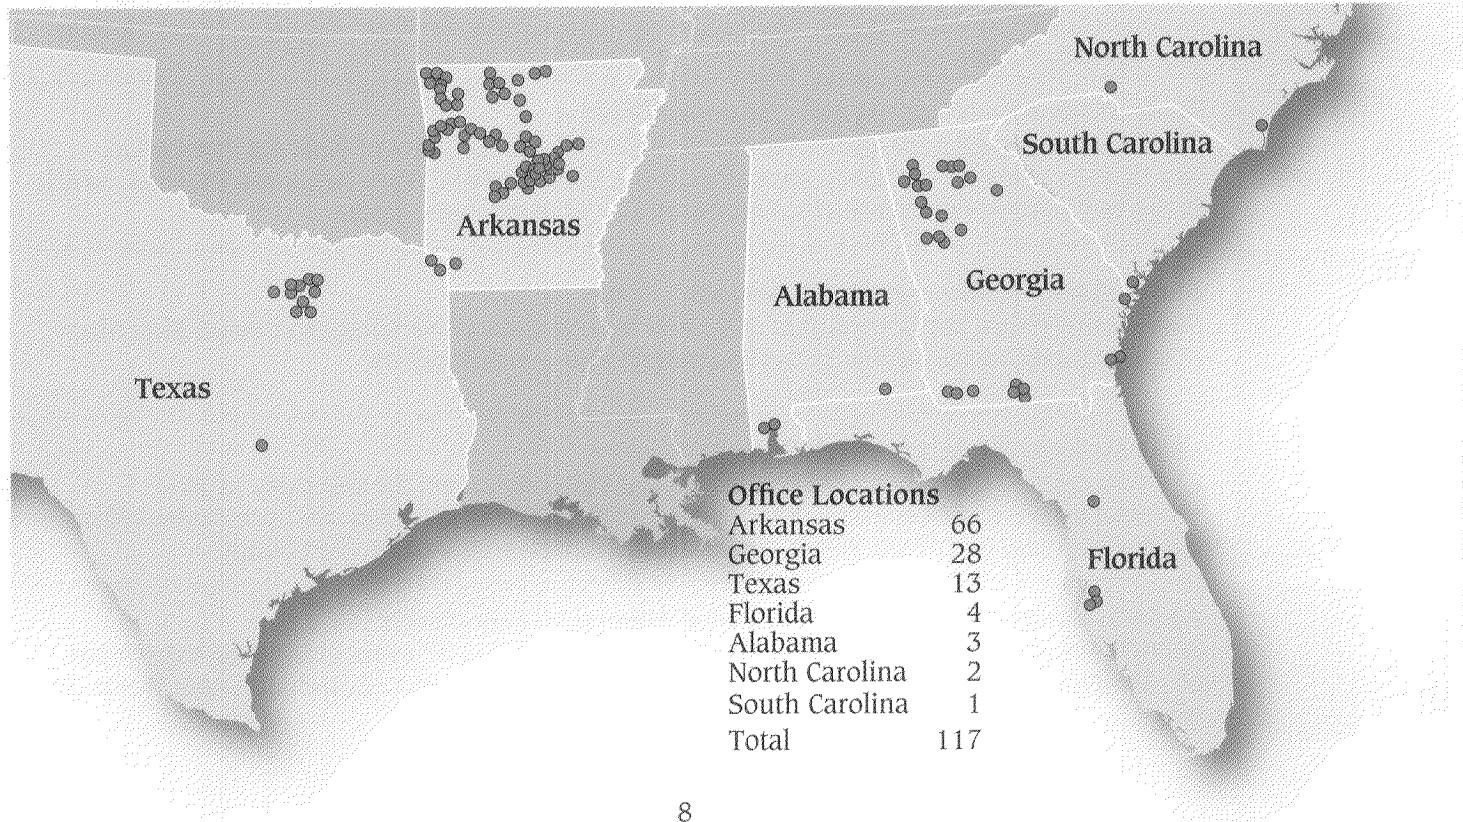 North Carolina
South Carolina
Arkansas
Georgia
Alabama
Texas
Office Locations
Arkansas 66
Georgia 28
Texas 13
Florida 4
Alabama 3
North Carolina 2
South Carolina 1
Total 117
Florida
8